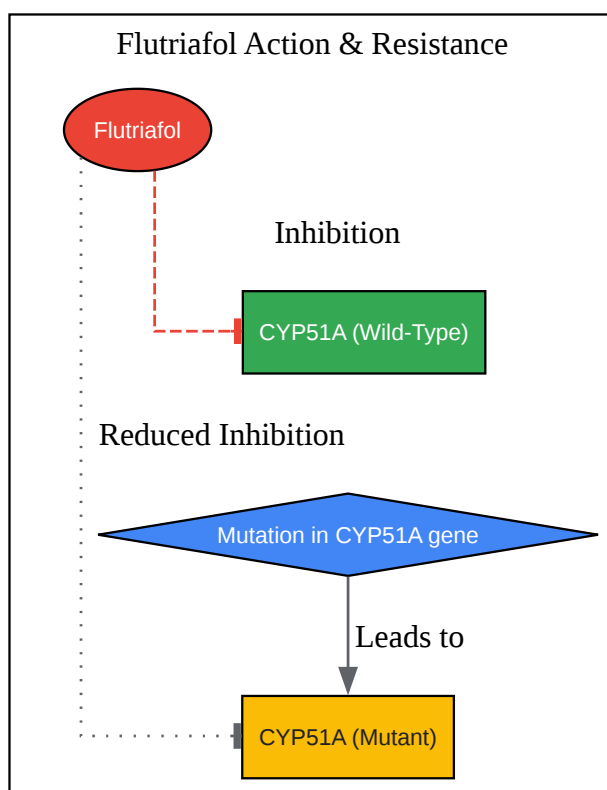 Flutriafol Action & Resistance
Flutriafol
Inhibition
CYP51A (Wild-Type)
Reduced Inhibition
Mutation in CYP51A gene
Leads to
CYP51A (Mutant)